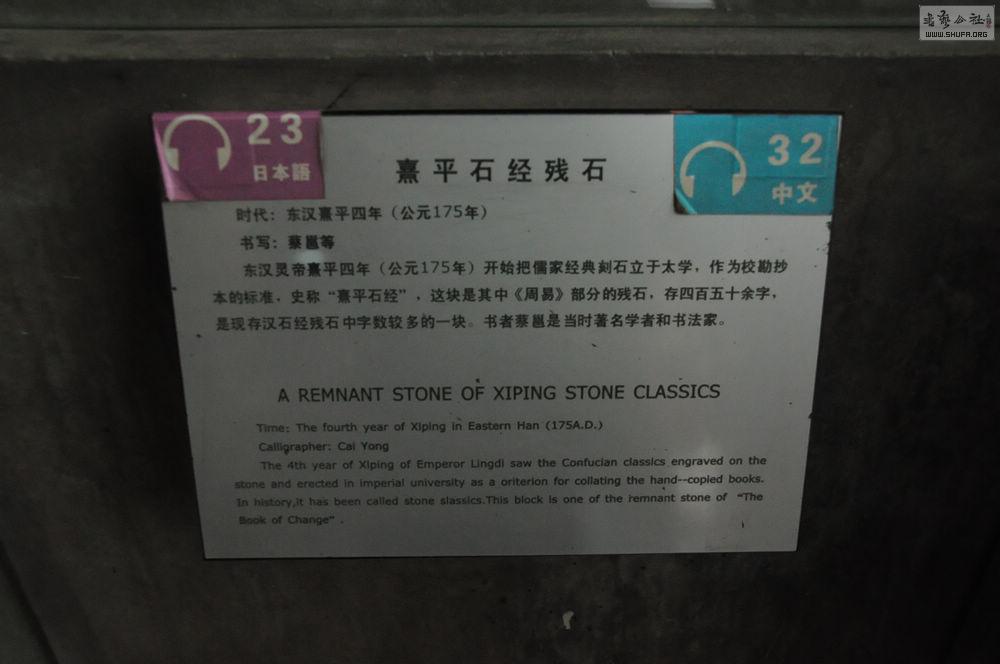 书艺公社
WWW.SHUFA.ORG
23
日本語
32
中文
熹平石经残石
时代：东汉熹平四年（公元175年）
书写：蔡邕等
东汉灵帝熹平四年（公元175年）开始把儒家经典刻石立于太学，作为校勘抄
本的标准，史称“熹平石经”，这块是其中《周易》部分的残石，存四百五十余字，
是现存汉石经残石中字数较多的一块。书者蔡邕是当时著名学者和书法家。
A REMNANT STONE OF XIPING STONE CLASSICS
Time: The fourth year of Xiping in Eastern Han (175A.D.)
Calligrapher: Cai Yong
The 4th year of Xiping of Emperor Lingdi saw the Confucian classics engraved on the
stone and erected in imperial university as a oriterion for collating the hand--copied books.
In history,it has been called stone slassics.This block is one of the remnant stone of “The
Book of Change” .